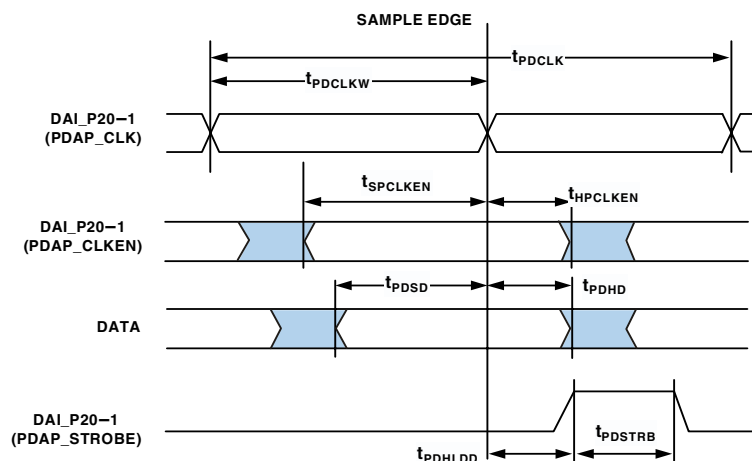 SAMPLE EDGE
tPDCLK
tPDCLKW
DAI_P20–1
(PDAP_CLK)
tSPCLKEN
tHPCLKEN
DAI_P20–1
(PDAP_CLKEN)
tPDSD
tPDHD
DATA
DAI_P20–1
(PDAP_STROBE)
tPDHLDD
tPDSTRB